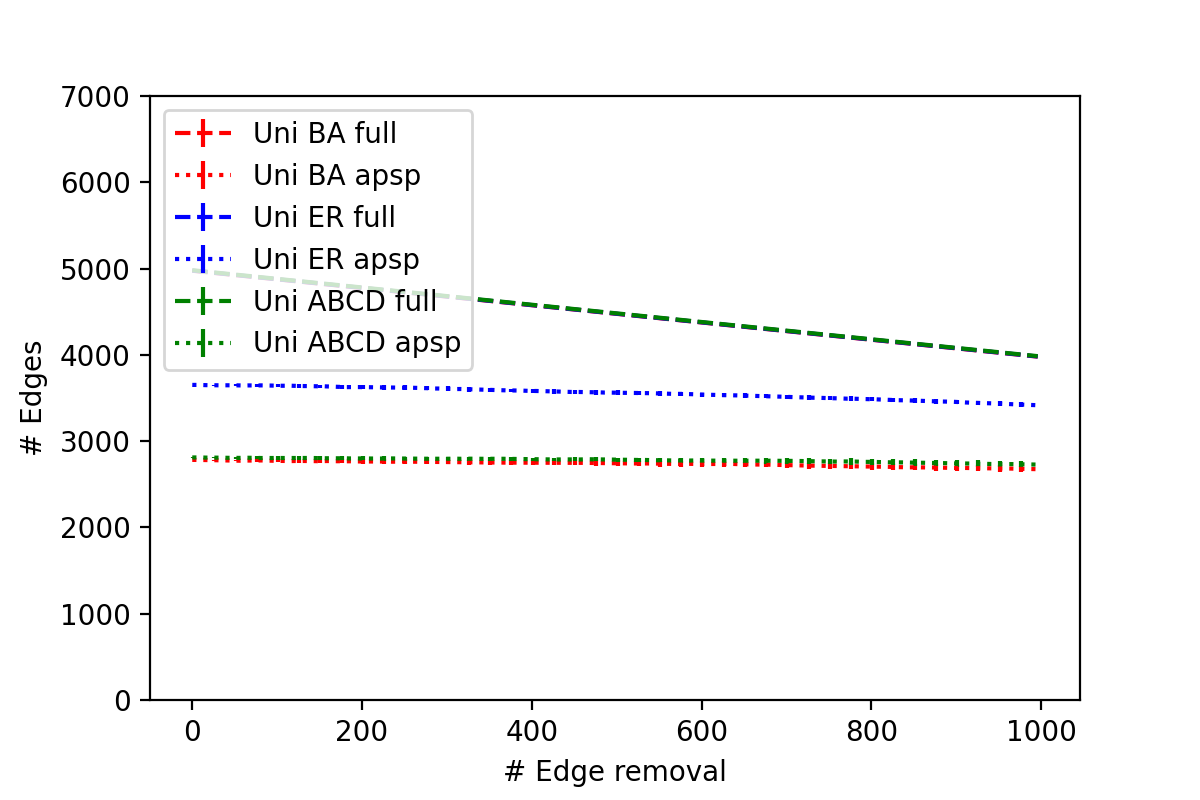 7000
6000
5000
4000
3000
2000
1000
0
# Edges
Uni BA full
Uni BA apsp
Uni ER full
Uni ER apsp
Uni ABCD full
Uni ABCD apsp
0 200 400 600 800 1000
# Edge removal